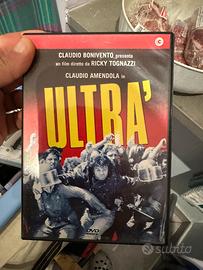 CLAUDIO BONIVENTO presenta
un film diretto da RICKY TOGNAZZI
CLAUDIO AMENDOLA in
ULTRA'
DVD
subito